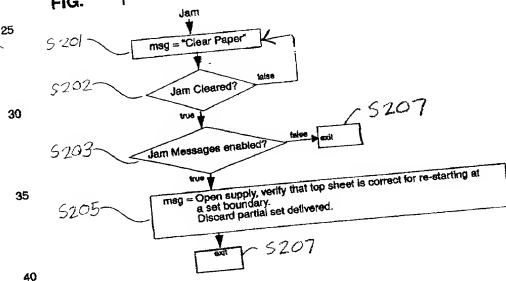 FIG.
25
Jam
S201
msg = "Clear Paper"
S202
Jam Cleared?
false
30
true
S207
S203
Jam Messages enabled?
false
exit
true
35
S205
msg = Open supply, verify that top sheet is correct for re-starting at
a set boundary.
Discard partial set delivered.
exit
S207
40